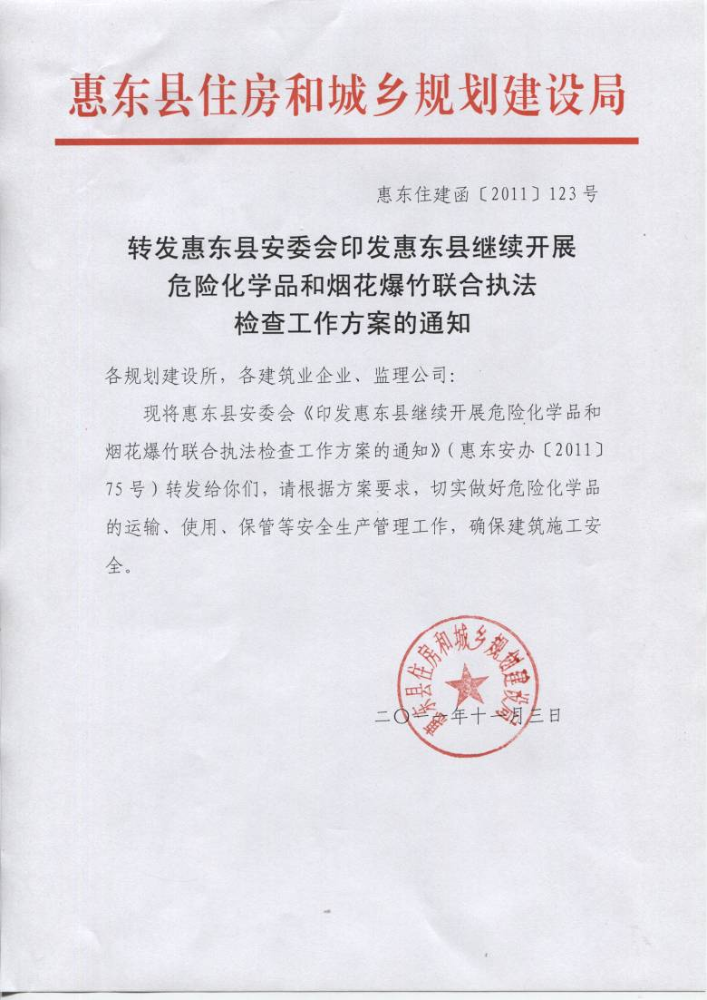 惠东县住房和城乡规划建设局
惠东住建函〔2011〕123号
转发惠东县安委会印发惠东县继续开展
危险化学品和烟花爆竹联合执法
检查工作方案的通知
各规划建设所，各建筑业企业、监理公司：
现将惠东县安委会《印发惠东县继续开展危险化学品和
烟花爆竹联合执法检查工作方案的通知》（惠东安办〔2011〕
75号）转发给你们，请根据方案要求，切实做好危险化学品
的运输、使用、保管等安全生产管理工作，确保建筑施工安
全。
惠东县住房和城乡规划建设局
二〇一一年十一月三日